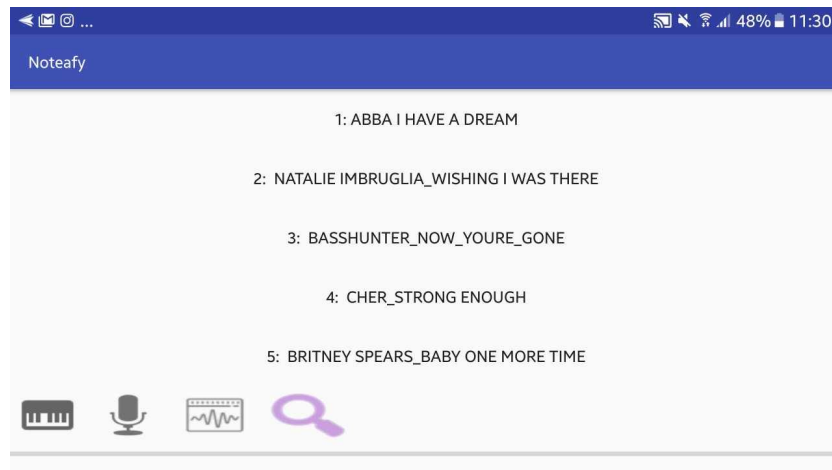 ... 48% 11:30
Noteafy
1: ABBA I HAVE A DREAM
2: NATALIE IMBRUGLIA_WISHING I WAS THERE
3: BASSHUNTER_NOW_YOURE_GONE
4: CHER_STRONG ENOUGH
5: BRITNEY SPEARS_BABY ONE MORE TIME